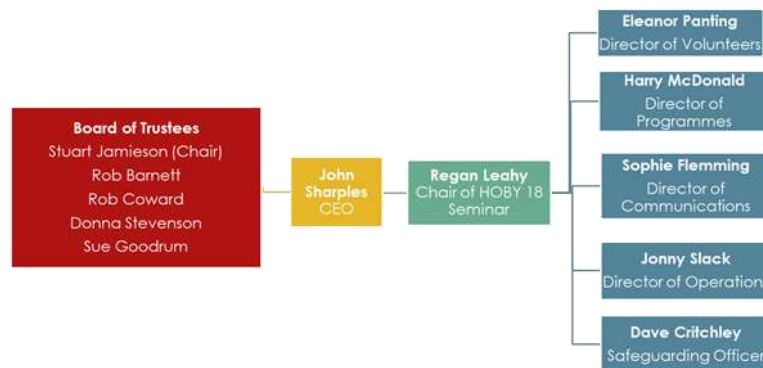 Board of Trustees
Stuart Jamieson (Chair)
Rob Barnett
Rob Coward
Donna Stevenson
Sue Goodrum
John
Sharples
CEO
Regan Leahy
Chair of HOBY 18
Seminar
Eleanor Panting
Director of Volunteers
Harry McDonald
Director of
Programmes
Sophie Flemming
Director of
Communications
Jonny Slack
Director of Operation
Dave Critchley
Safeguarding Officer